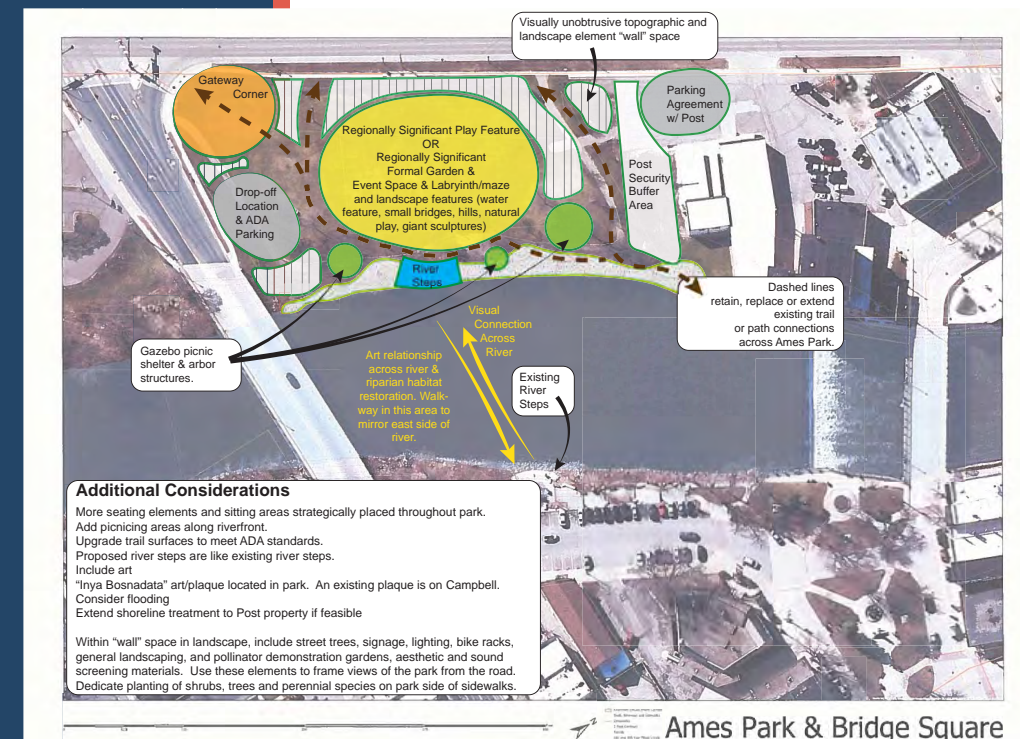 Visually unobtrusive topographic and
landscape element “wall” space
Gateway
Corner
Parking
Agreement
w/ Post
Regionally Significant Play Feature
OR
Regionally Significant
Formal Garden &
Event Space & Labryinth/maze
and landscape features (water
feature, small bridges, hills, natural
play, giant sculptures)
Post
Security
Buffer
Area
Drop-off
Location
& ADA
Parking
River
Steps
Dashed lines
retain, replace or extend
existing trail
or path connections
across Ames Park.
Visual
Connection
Across
River
Gazebo picnic
shelter & arbor
structures.
Art relationship
across river &
riparian habitat
restoration. Walk-
way in this area to
mirror east side of
river.
Existing
River
Steps
Additional Considerations
More seating elements and sitting areas strategically placed throughout park.
Add picnicing areas along riverfront.
Upgrade trail surfaces to meet ADA standards.
Proposed river steps are like existing river steps.
Include art
“Inya Bosnadata” art/plaque located in park. An existing plaque is on Campbell.
Consider flooding
Extend shoreline treatment to Post property if feasible
Within “wall” space in landscape, include street trees, signage, lighting, bike racks,
general landscaping, and pollinator demonstration gardens, aesthetic and sound
screening materials. Use these elements to frame views of the park from the road.
Dedicate planting of shrubs, trees and perennial species on park side of sidewalks.
Ames Park & Bridge Square